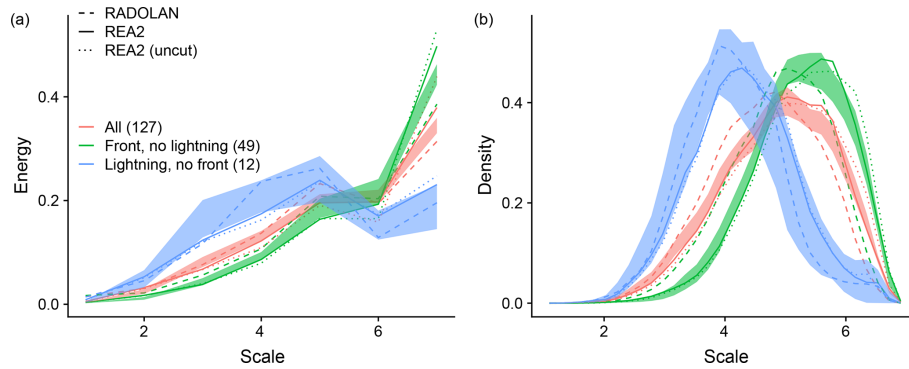 (a)
RADOLAN
REA2
REA2 (uncut)
All (127)
Front, no lightning (49)
Lightning, no front (12)
Energy
0.4
0.2
0.0
2 4 6
Scale
(b)
Density
0.4
0.2
0.0
2 4 6
Scale